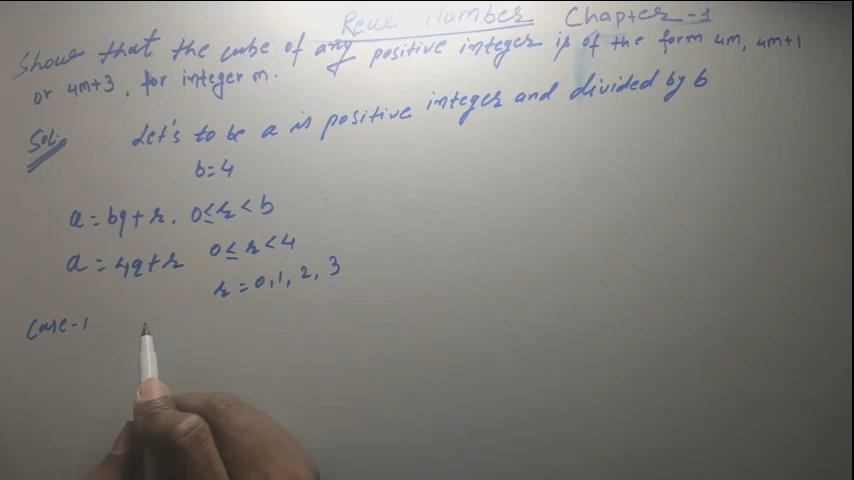 Real Number Chapter-1
Show that the cube of any positive integer is of the form 4m, 4m+1
or 4m+3, for integer m.
Sol: Let's to be a is positive integer and divided by b
b=4
a = bq+r. 0≤r<b
a = 4q+r 0≤r<4
r = 0,1,2,3
Case-1